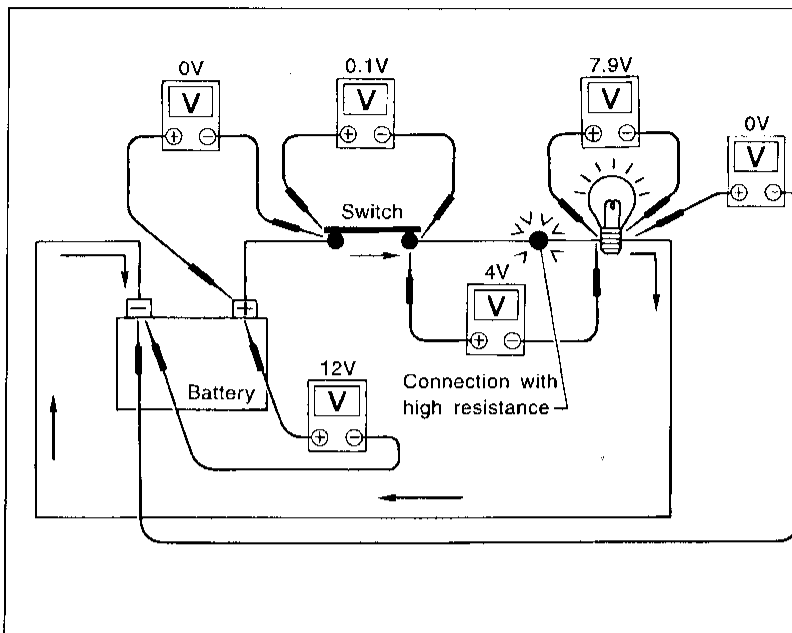 0V
0.1V
7.9V
0V
V
V
V
V
+ −
+ −
+ −
+ −
Switch
4V
V
+ −
− +
Battery
12V
V
+ −
Connection with
high resistance